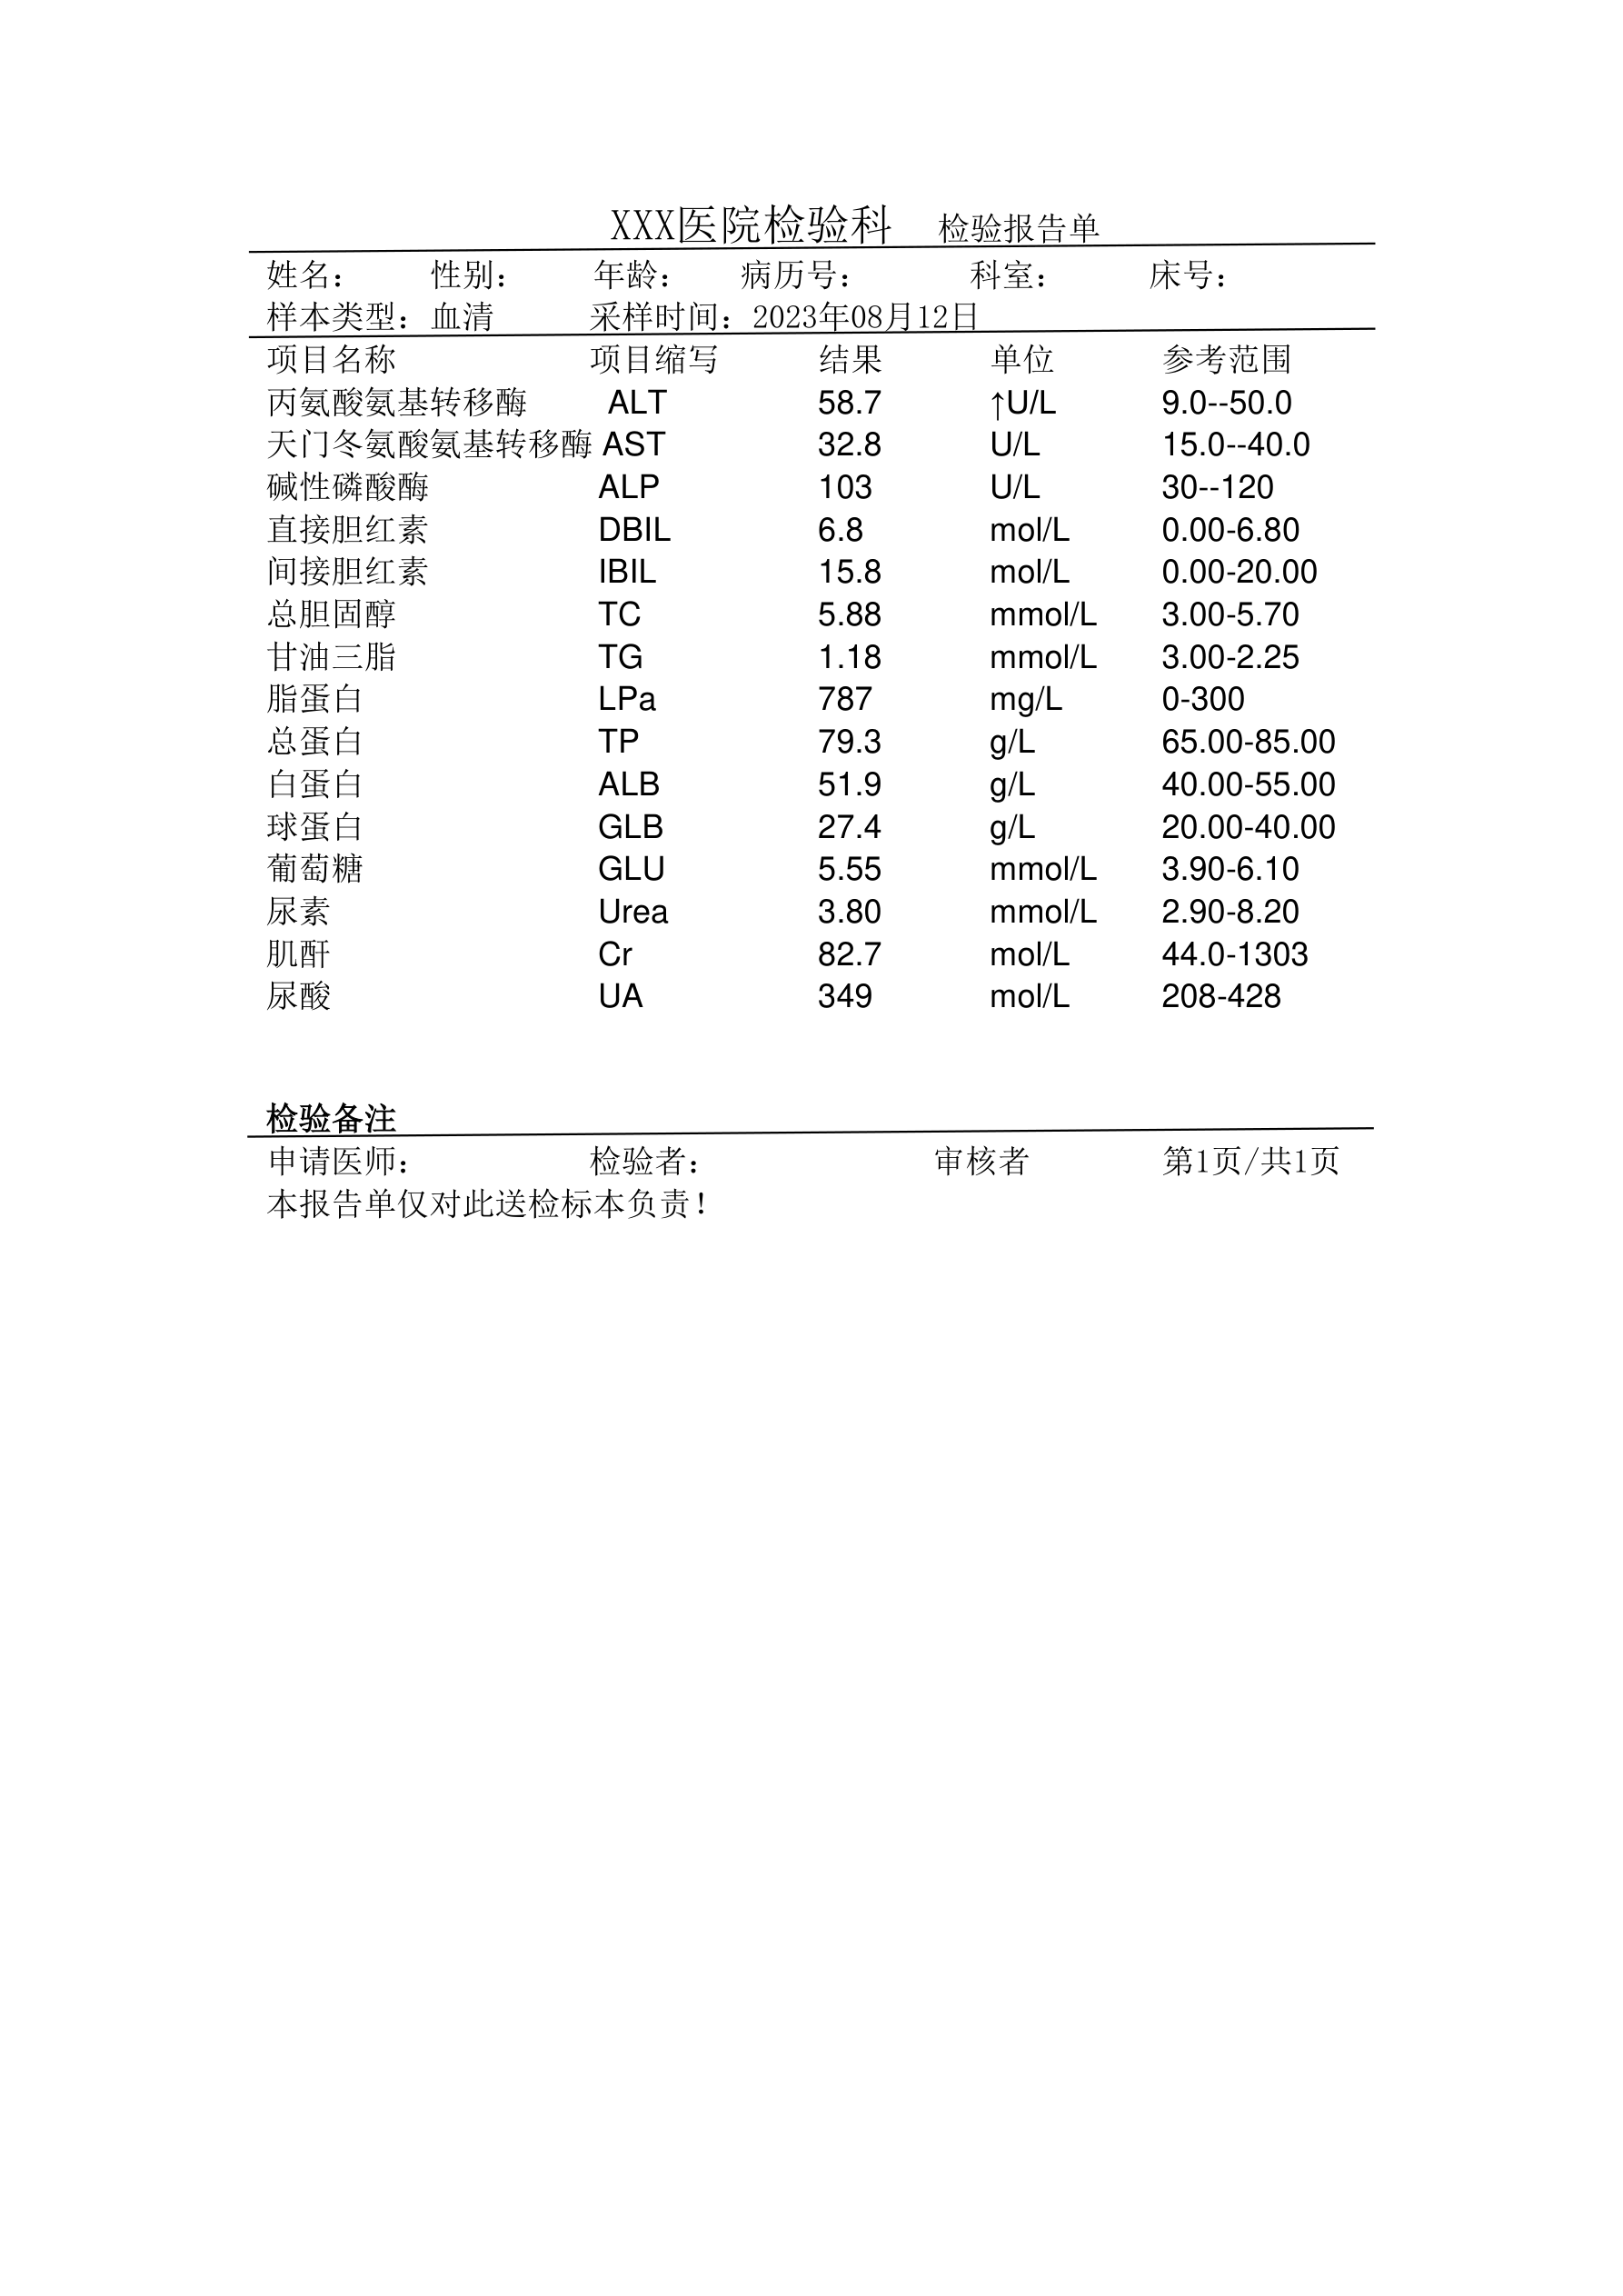 XXX医院检验科 检验报告单
姓名： 性别： 年龄： 病历号： 科室： 床号：
样本类型：血清 采样时间：2023年08月12日
项目名称 项目缩写 结果 单位 参考范围
丙氨酸氨基转移酶 ALT 58.7 ↑U/L 9.0--50.0
天门冬氨酸氨基转移酶 AST 32.8 U/L 15.0--40.0
碱性磷酸酶 ALP 103 U/L 30--120
直接胆红素 DBIL 6.8 mol/L 0.00-6.80
间接胆红素 IBIL 15.8 mol/L 0.00-20.00
总胆固醇 TC 5.88 mmol/L 3.00-5.70
甘油三脂 TG 1.18 mmol/L 3.00-2.25
脂蛋白 LPa 787 mg/L 0-300
总蛋白 TP 79.3 g/L 65.00-85.00
白蛋白 ALB 51.9 g/L 40.00-55.00
球蛋白 GLB 27.4 g/L 20.00-40.00
葡萄糖 GLU 5.55 mmol/L 3.90-6.10
尿素 Urea 3.80 mmol/L 2.90-8.20
肌酐 Cr 82.7 mol/L 44.0-1303
尿酸 UA 349 mol/L 208-428
检验备注
申请医师： 检验者： 审核者 第1页/共1页
本报告单仅对此送检标本负责！